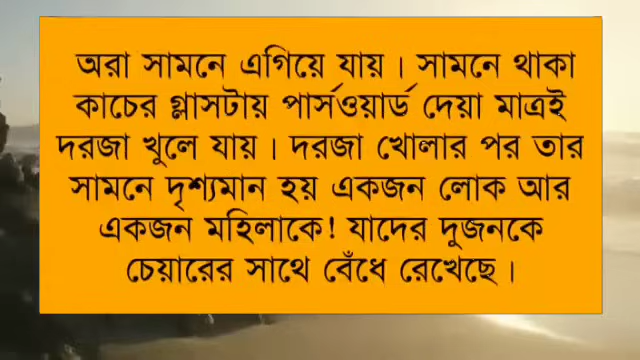 অরা সামনে এগিয়ে যায়। সামনে থাকা
কাচের গ্লাসটায় পার্সওয়ার্ড দেয়া মাত্রই
দরজা খুলে যায়। দরজা খোলার পর তার
সামনে দৃশ্যমান হয় একজন লোক আর
একজন মহিলাকে! যাদের দুজনকে
চেয়ারের সাথে বেঁধে রেখেছে।